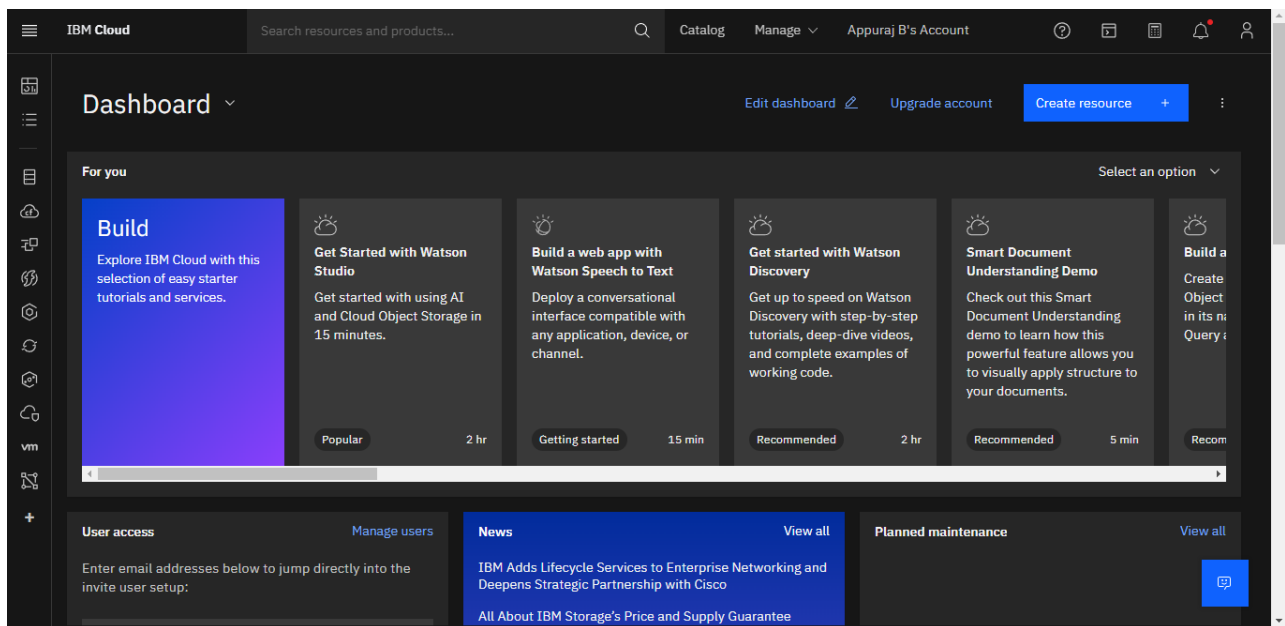 IBM Cloud
Search resources and products...
Catalog
Manage
Appuraj B's Account
Dashboard
Edit dashboard
Upgrade account
Create resource +
For you
Select an option
Build
Explore IBM Cloud with this
selection of easy starter
tutorials and services.
Get Started with Watson
Studio
Get started with using AI
and Cloud Object Storage in
15 minutes.
Popular
2 hr
Build a web app with
Watson Speech to Text
Deploy a conversational
interface compatible with
any application, device, or
channel.
Getting started
15 min
Get started with Watson
Discovery
Get up to speed on Watson
Discovery with step-by-step
tutorials, deep-dive videos,
and complete examples of
working code.
Recommended
2 hr
Smart Document
Understanding Demo
Check out this Smart
Document Understanding
demo to learn how this
powerful feature allows you
to visually apply structure to
your documents.
Recommended
5 min
Build a
Create
Object
in its na
Query a
Recom
vm
User access
Manage users
Enter email addresses below to jump directly into the
invite user setup:
News
View all
IBM Adds Lifecycle Services to Enterprise Networking and
Deepens Strategic Partnership with Cisco
All About IBM Storage's Price and Supply Guarantee
Planned maintenance
View all